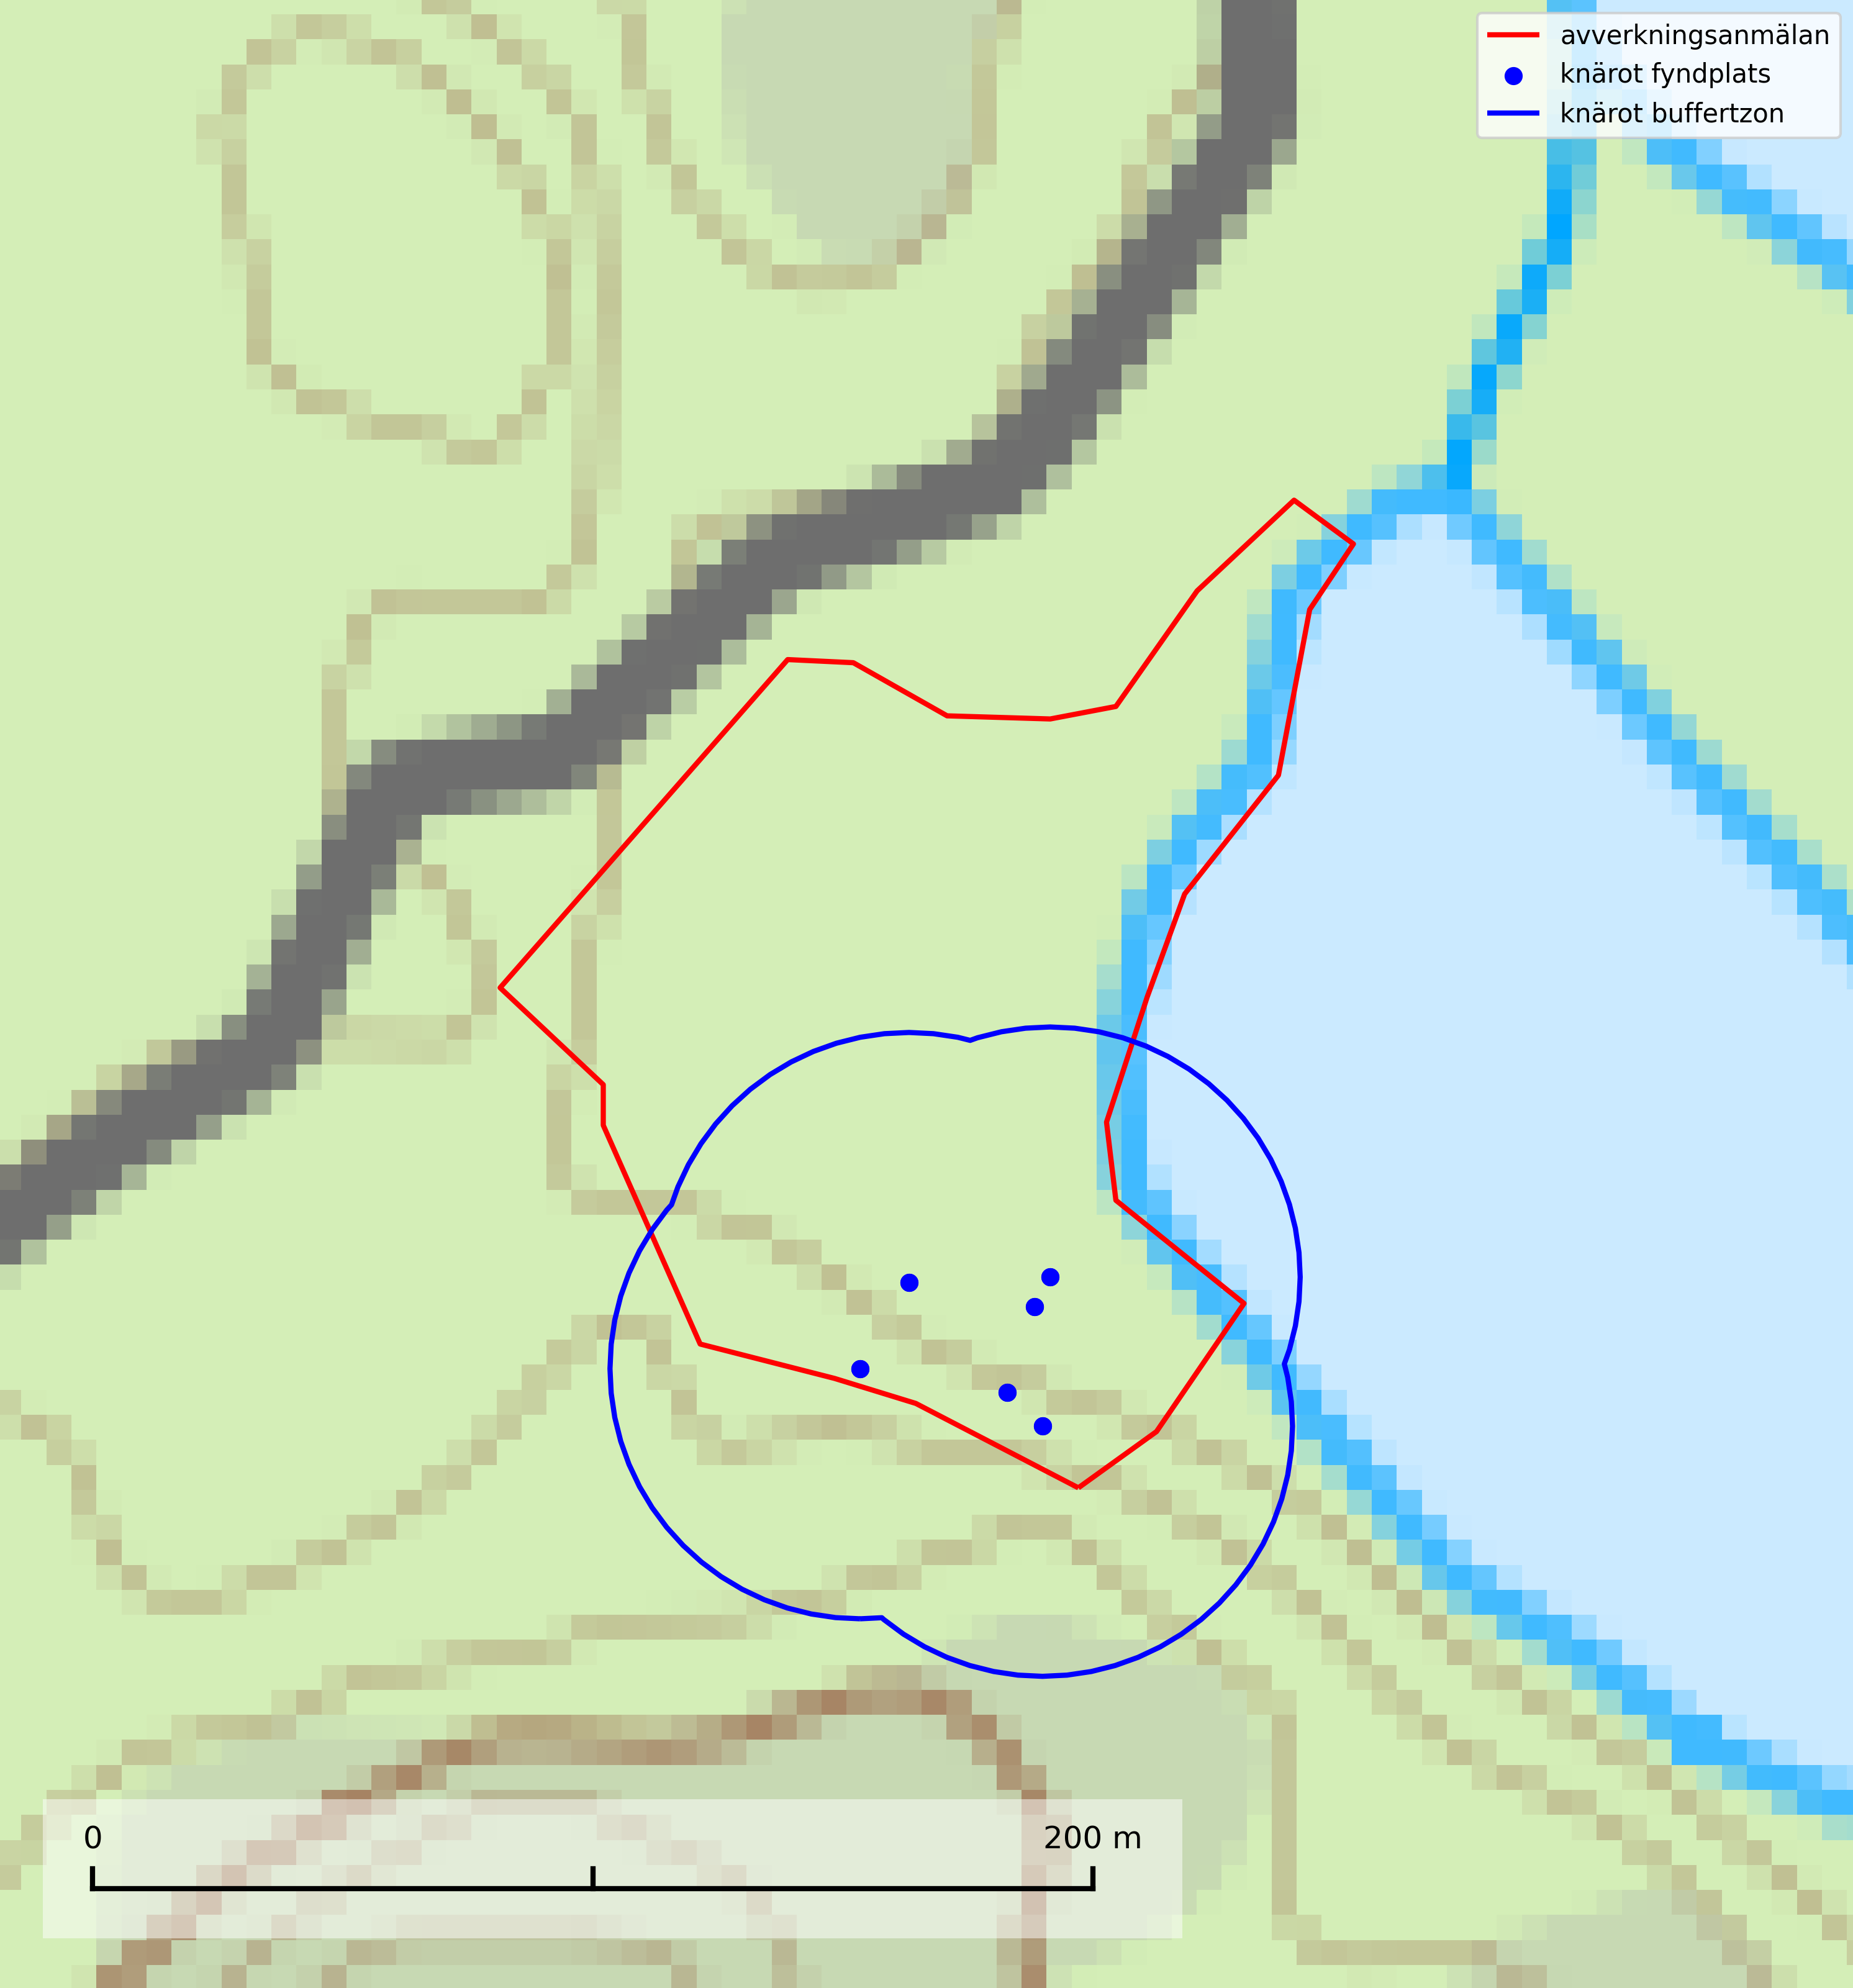 avverkningsanmälan
knärot fyndplats
knärot buffertzon
0 200 m